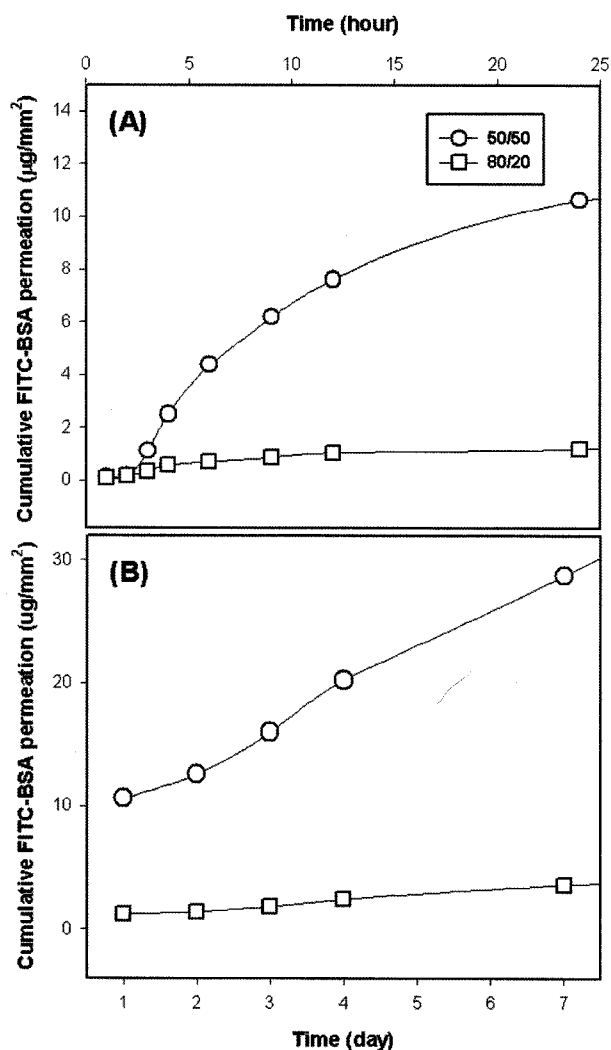 Time (hour)
0 5 10 15 20 25
14
12
10
8
6
4
2
0
Cumulative FITC-BSA permeation (µg/mm²)
(A)
50/50
80/20
30
20
10
0
Cumulative FITC-BSA permeation (ug/mm²)
(B)
1 2 3 4 5 6 7
Time (day)